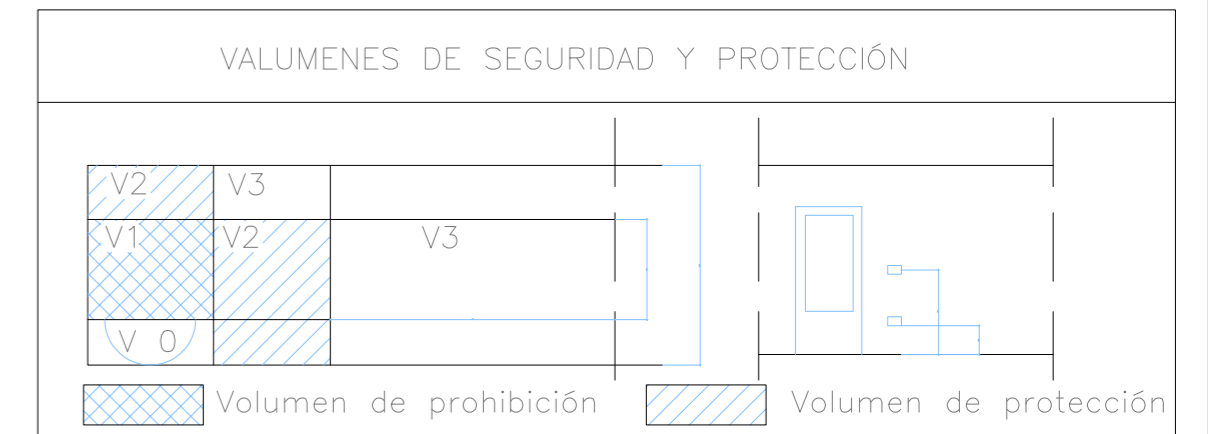 VALUMENES DE SEGURIDAD Y PROTECCIÓN
V2 V3
V1 V2 V3
V 0
Volumen de prohibición Volumen de protección